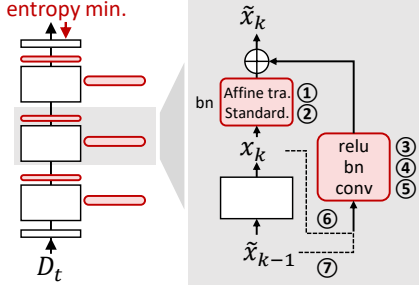 entropy min.
D_t
x̃_k
bn
Affine tra. ①
Standard. ②
x_k
relu ③
bn ④
conv ⑤
⑥
x̃_{k-1}
⑦